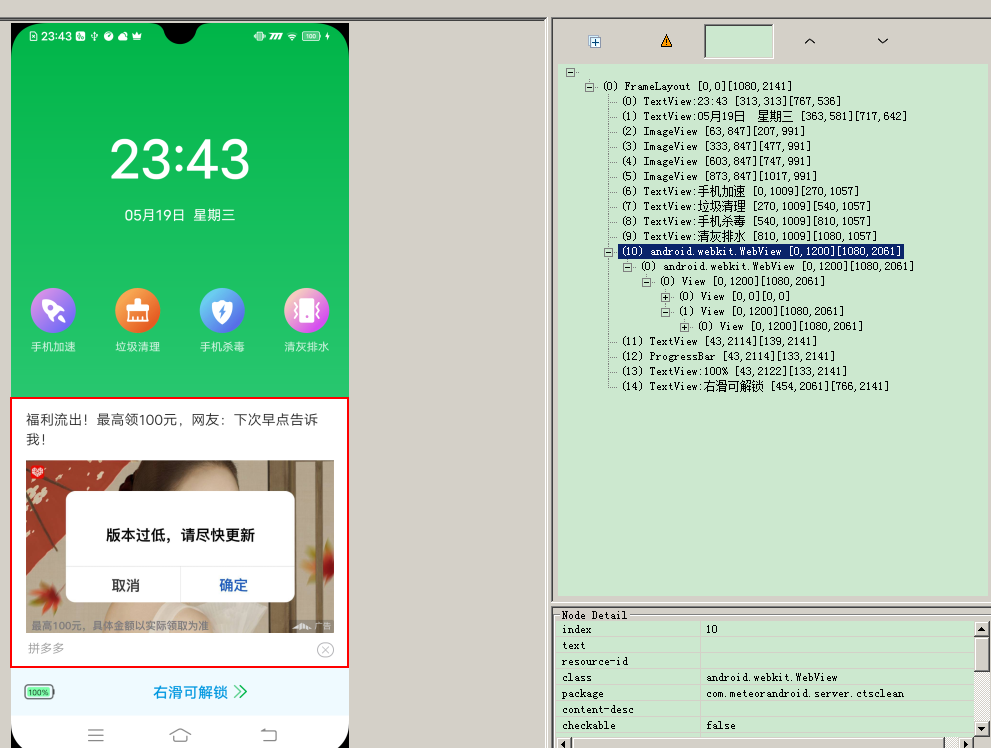 23:43
100
23:43
05月19日 星期三
手机加速
垃圾清理
手机杀毒
清灰排水
福利流出！最高领100元，网友：下次早点告诉
我！
版本过低，请尽快更新
取消
确定
最高100元，具体金额以实际领取为准
广告
拼多多
100%
右滑可解锁
(0) FrameLayout [0,0][1080,2141]
(0) TextView:23:43 [313,313][767,536]
(1) TextView:05月19日 星期三 [363,581][717,642]
(2) ImageView [63,847][207,991]
(3) ImageView [333,847][477,991]
(4) ImageView [603,847][747,991]
(5) ImageView [873,847][1017,991]
(6) TextView:手机加速 [0,1009][270,1057]
(7) TextView:垃圾清理 [270,1009][540,1057]
(8) TextView:手机杀毒 [540,1009][810,1057]
(9) TextView:清灰排水 [810,1009][1080,1057]
(10) android.webkit.WebView [0,1200][1080,2061]
(0) android.webkit.WebView [0,1200][1080,2061]
(0) View [0,1200][1080,2061]
(0) View [0,0][0,0]
(1) View [0,1200][1080,2061]
(0) View [0,1200][1080,2061]
(11) TextView [43,2114][139,2141]
(12) ProgressBar [43,2114][133,2141]
(13) TextView:100% [43,2122][133,2141]
(14) TextView:右滑可解锁 [454,2061][766,2141]
Node Detail
index 10
text
resource-id
class android.webkit.WebView
package com.meteorandroid.server.ctsclean
content-desc
checkable false